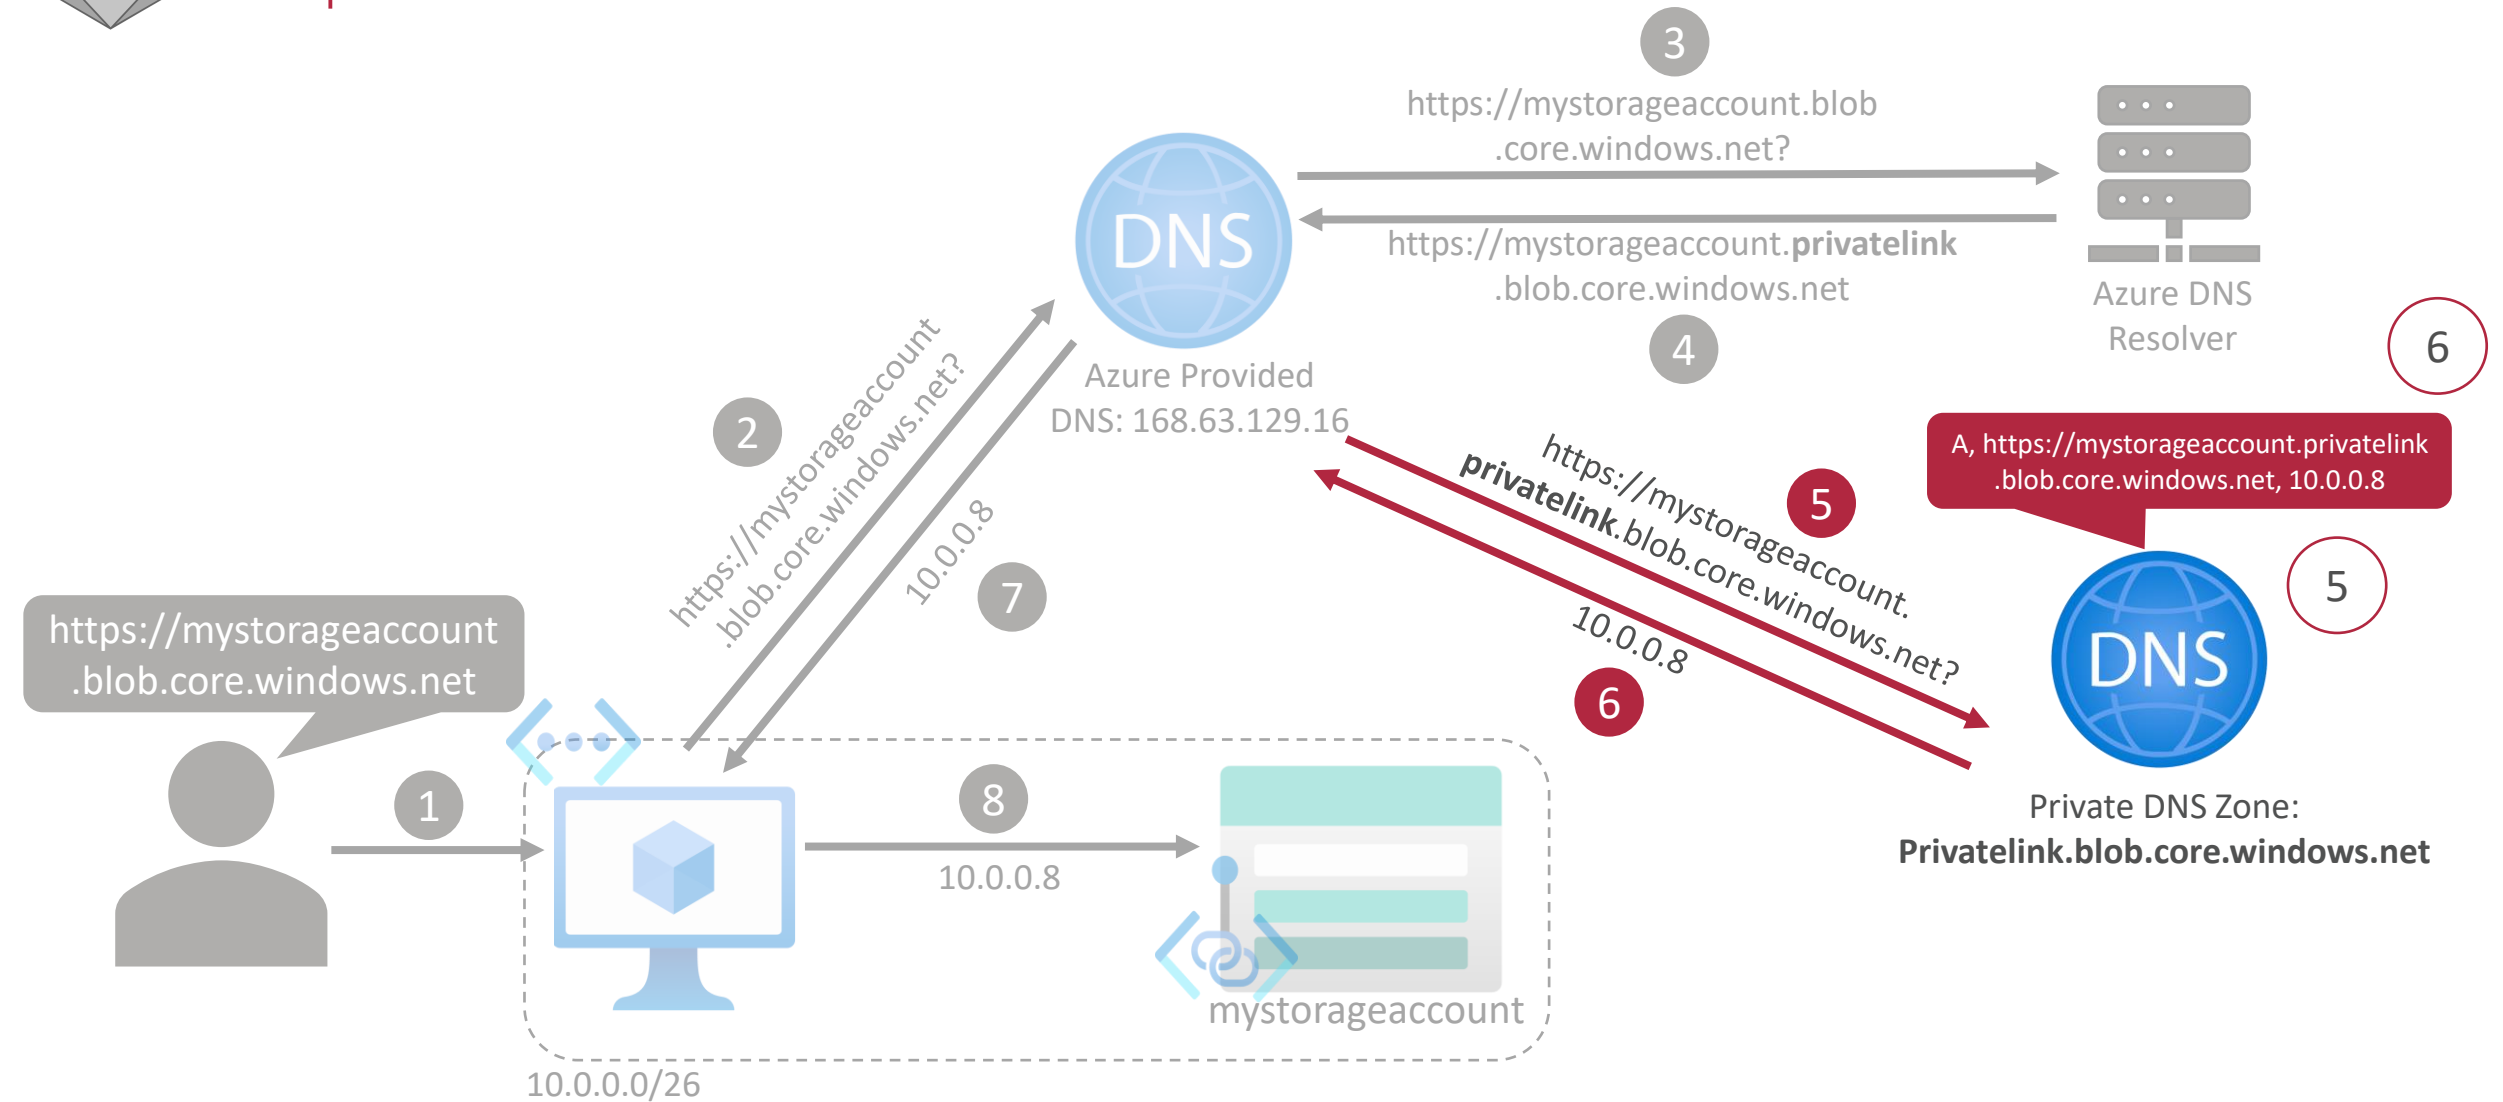 3
https://mystorageaccount.blob
.core.windows.net?
https://mystorageaccount.privatelink
.blob.core.windows.net
4
Azure DNS
Resolver
6
DNS
Azure Provided
DNS: 168.63.129.16
2
https://mystorageaccount
.blob.core.windows.net?
10.0.0.8
7
https://mystorageaccount.
privatelink.blob.core.windows.net?
5
10.0.0.8
6
A, https://mystorageaccount.privatelink
.blob.core.windows.net, 10.0.0.8
5
DNS
Private DNS Zone:
Privatelink.blob.core.windows.net
https://mystorageaccount
.blob.core.windows.net
1
8
10.0.0.8
mystorageaccount
10.0.0.0/26